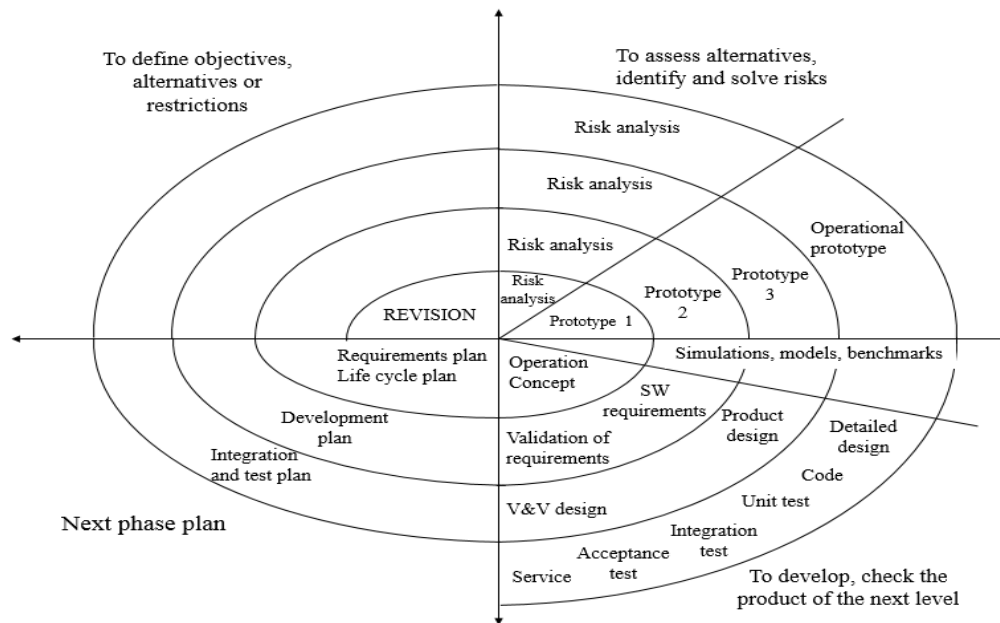 To define objectives,
alternatives or
restrictions
To assess alternatives,
identify and solve risks
Risk analysis
Risk analysis
Risk analysis
Risk
analysis
Operational
prototype
Prototype
3
Prototype
2
Prototype 1
REVISION
Requirements plan
Life cycle plan
Development
plan
Integration
and test plan
Next phase plan
Simulations, models, benchmarks
Operation
Concept
SW
requirements
Product
design
Detailed
design
Validation of
requirements
Code
Unit test
V&V design
Integration
test
Acceptance
test
Service
To develop, check the
product of the next level